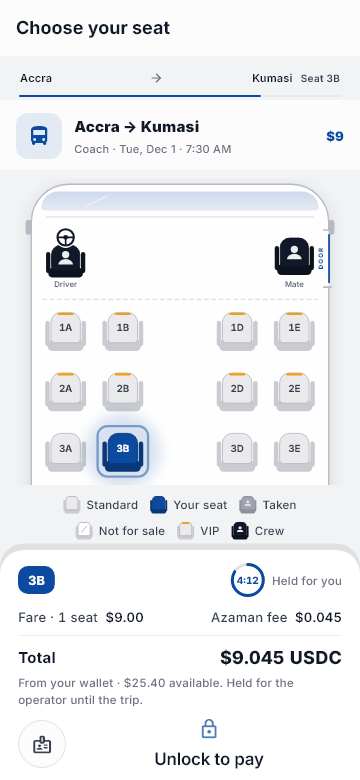 Choose your seat
Accra → Kumasi Seat 3B
Accra → Kumasi $9
Coach · Tue, Dec 1 · 7:30 AM
DOOR
Driver Mate
1A 1B 1D 1E
2A 2B 2D 2E
3A 3B 3D 3E
Standard Your seat Taken
Not for sale VIP Crew
3B 4:12 Held for you
Fare · 1 seat $9.00 Azaman fee $0.045
Total $9.045 USDC
From your wallet · $25.40 available. Held for the
operator until the trip.
Unlock to pay